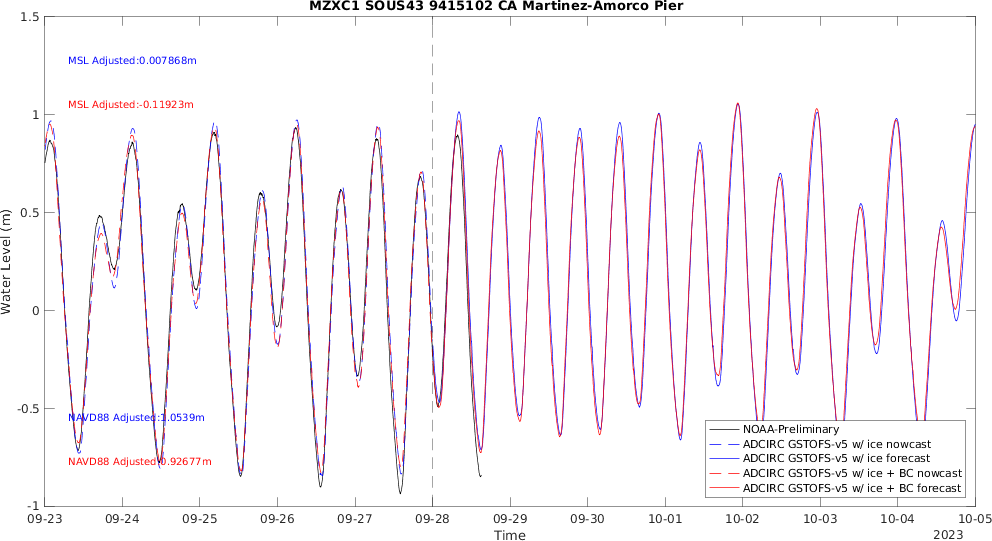 MZXC1 SOUS43 9415102 CA Martinez-Amorco Pier
1.5
1
0.5
0
-0.5
-1
Water Level (m)
MSL Adjusted:0.007868m
MSL Adjusted:-0.11923m
NAVD88 Adjusted:1.0539m
NAVD88 Adjusted:0.92677m
NOAA-Preliminary
ADCIRC GSTOFS-v5 w/ ice nowcast
ADCIRC GSTOFS-v5 w/ ice forecast
ADCIRC GSTOFS-v5 w/ ice + BC nowcast
ADCIRC GSTOFS-v5 w/ ice + BC forecast
09-23 09-24 09-25 09-26 09-27 09-28 09-29 09-30 10-01 10-02 10-03 10-04 10-05
Time
2023